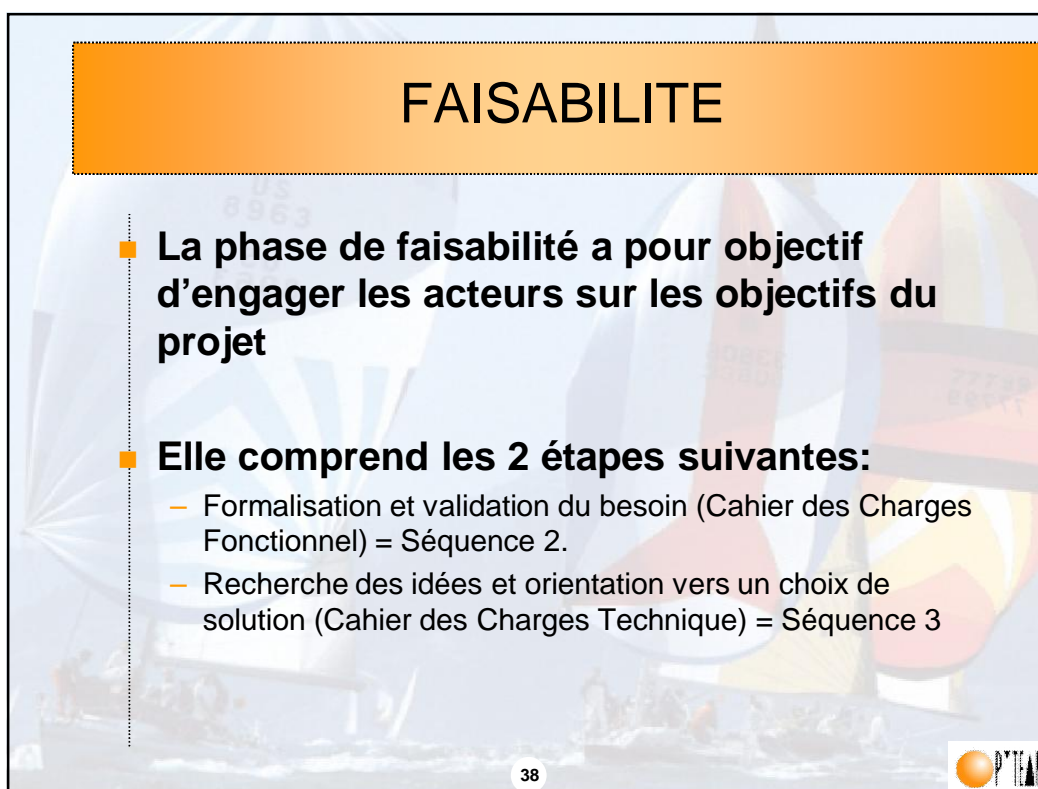 FAISABILITE
US
8963
■ La phase de faisabilité a pour objectif
d’engager les acteurs sur les objectifs du
projet
■ Elle comprend les 2 étapes suivantes:
– Formalisation et validation du besoin (Cahier des Charges
Fonctionnel) = Séquence 2.
– Recherche des idées et orientation vers un choix de
solution (Cahier des Charges Technique) = Séquence 3
38